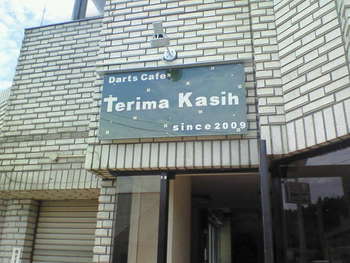 Darts Cafe
Terima Kasih
since2009